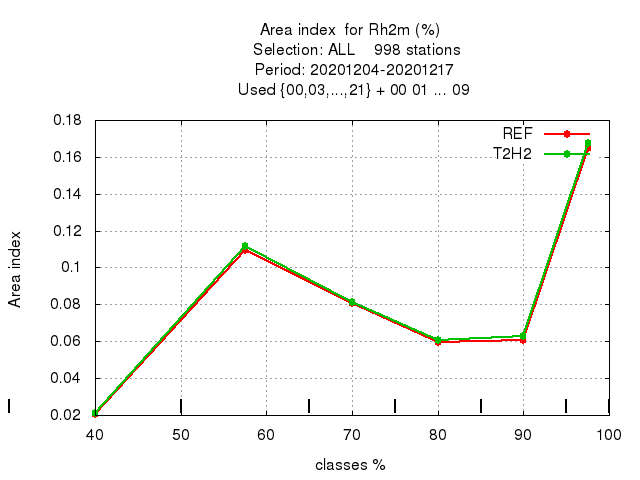 Area index  for Rh2m (%)
Selection: ALL    998 stations
Period: 20201204-20201217
Used {00,03,...,21} + 00 01 ... 09
0.18
0.16
0.14
0.12
0.1
0.08
0.06
0.04
0.02
Area index
REF
T2H2
40 50 60 70 80 90 100
classes %